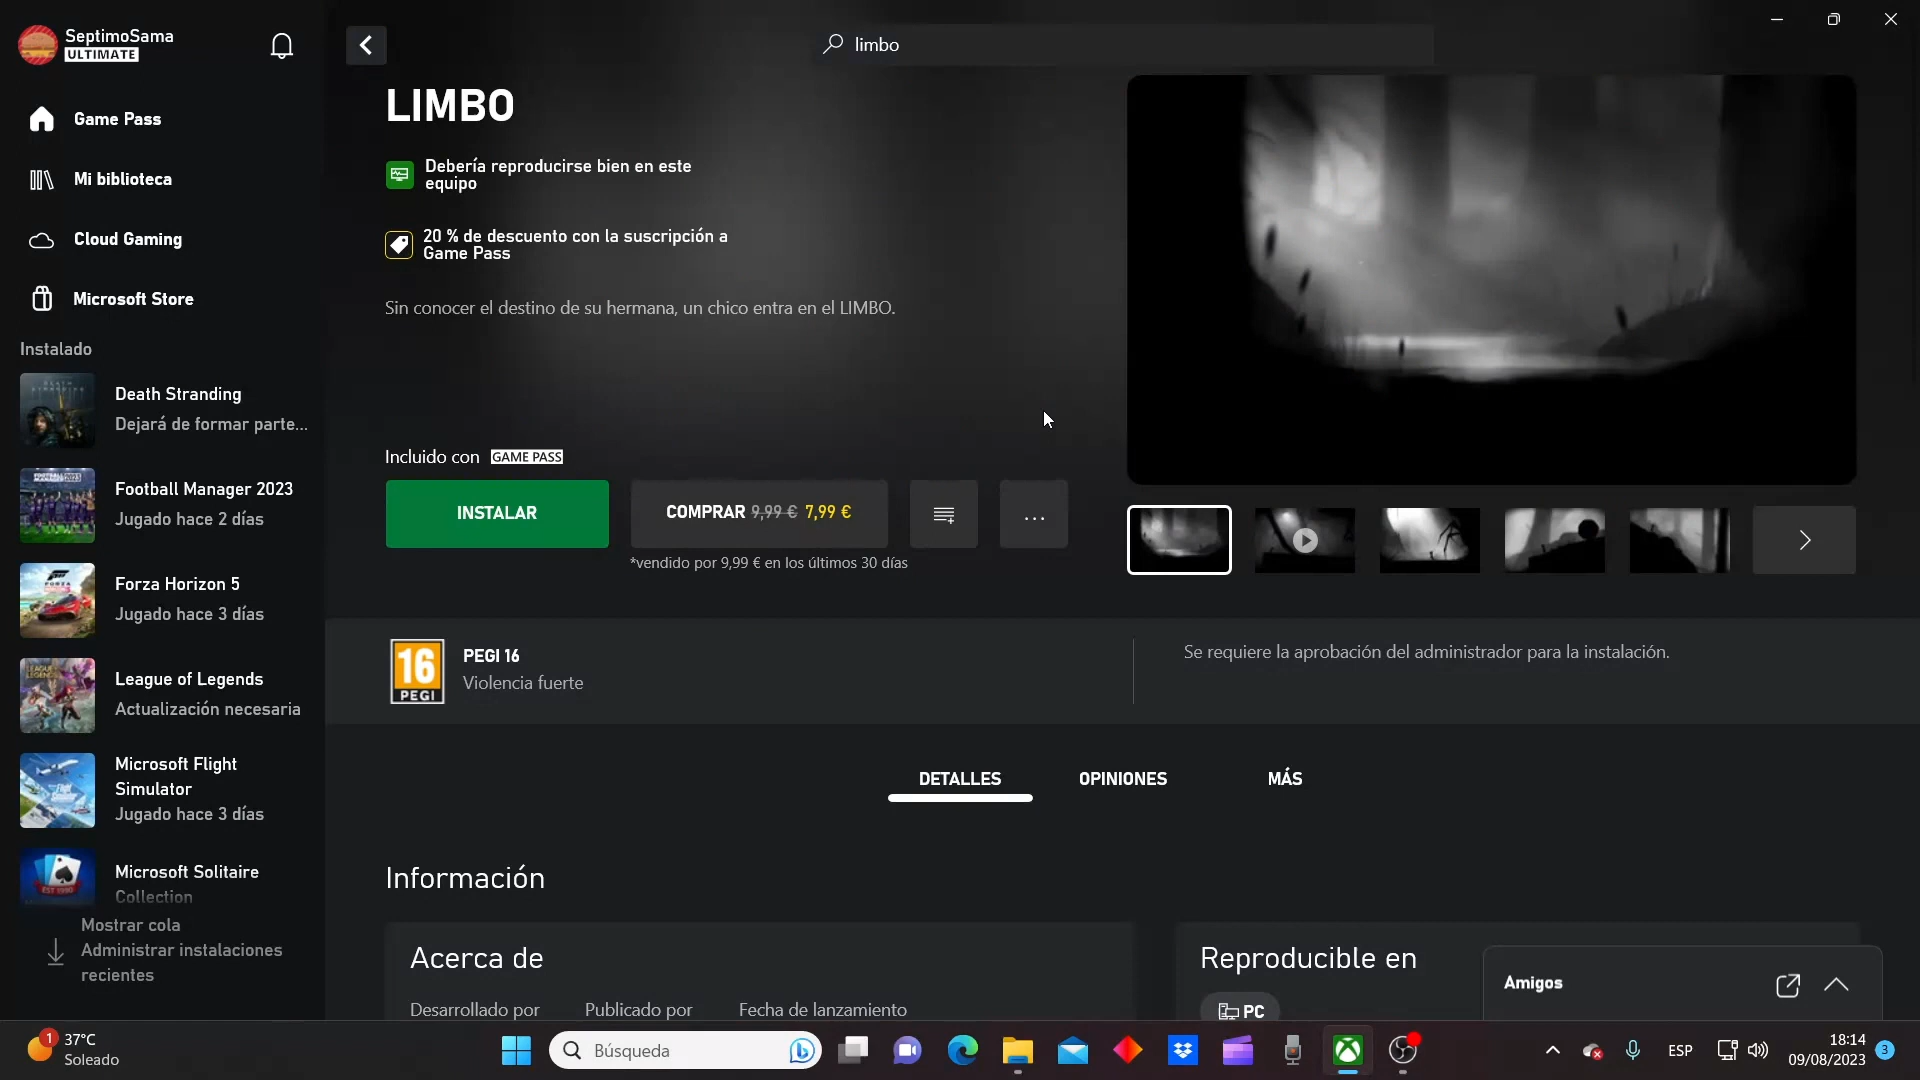 SeptimoSama
ULTIMATE
limbo
Game Pass
Mi biblioteca
Cloud Gaming
Microsoft Store
Instalado
Death Stranding
Dejará de formar parte...
Football Manager 2023
Jugado hace 2 días
Forza Horizon 5
Jugado hace 3 días
League of Legends
Actualización necesaria
Microsoft Flight
Simulator
Jugado hace 3 días
Microsoft Solitaire
Collection
Mostrar cola
Administrar instalaciones
recientes
LIMBO
Debería reproducirse bien en este
equipo
20 % de descuento con la suscripción a
Game Pass
Sin conocer el destino de su hermana, un chico entra en el LIMBO.
Incluido con GAME PASS
INSTALAR
COMPRAR 9,99 € 7,99 €
...
*vendido por 9,99 € en los últimos 30 días
16
PEGI
PEGI 16
Violencia fuerte
Se requiere la aprobación del administrador para la instalación.
DETALLES
OPINIONES
MÁS
Información
Acerca de
Desarrollado por
Publicado por
Fecha de lanzamiento
Reproducible en
PC
Amigos
1
37°C
Soleado
Búsqueda
ESP
18:14
09/08/2023
3